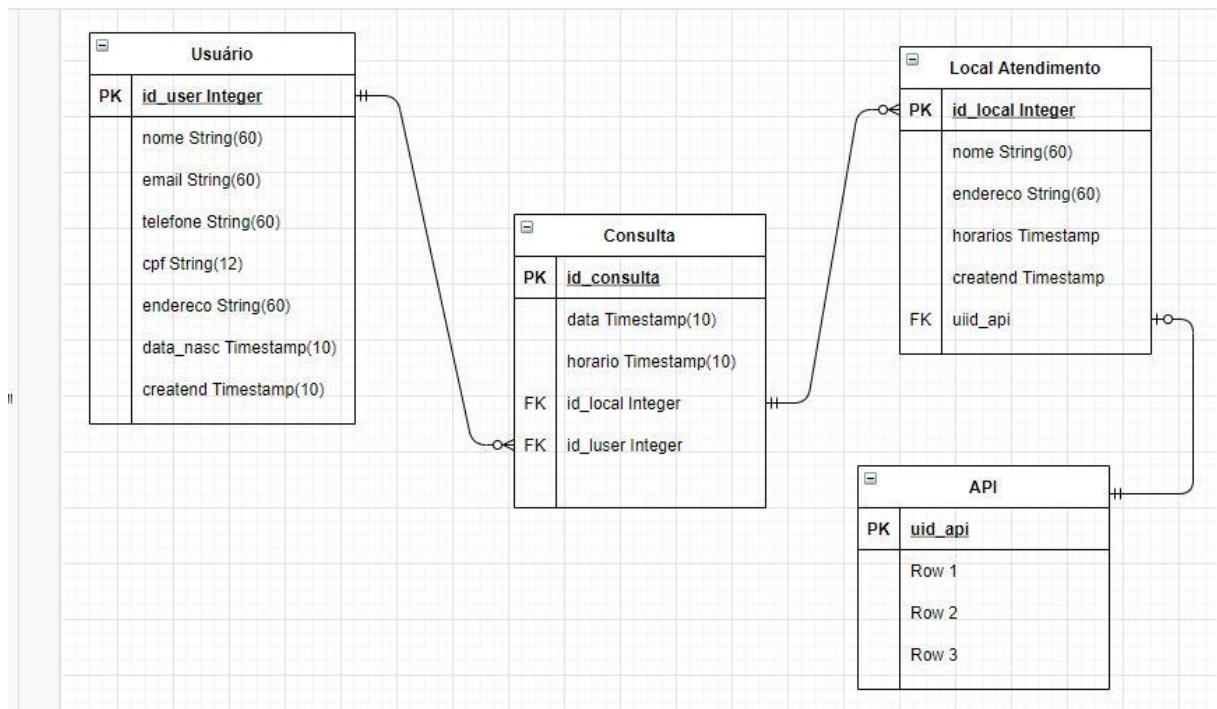 Usuário
PK id_user Integer
nome String(60)
email String(60)
telefone String(60)
cpf String(12)
endereco String(60)
data_nasc Timestamp(10)
creatend Timestamp(10)
Consulta
PK id_consulta
data Timestamp(10)
horario Timestamp(10)
FK id_local Integer
FK id_luser Integer
Local Atendimento
PK id_local Integer
nome String(60)
endereco String(60)
horarios Timestamp
creatend Timestamp
FK uiid_api
API
PK uid_api
Row 1
Row 2
Row 3